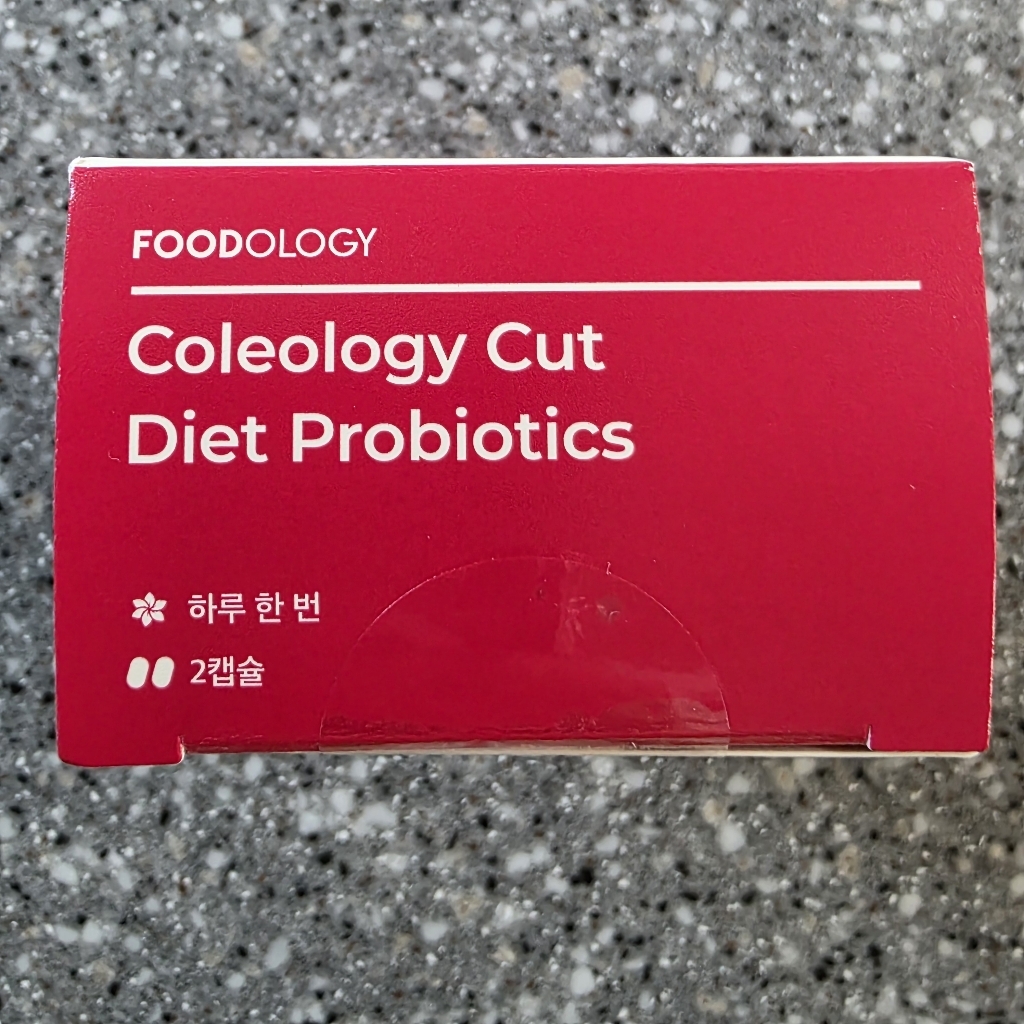 FOODOLOGY
Coleology Cut
Diet Probiotics
하루 한 번
2캡슐